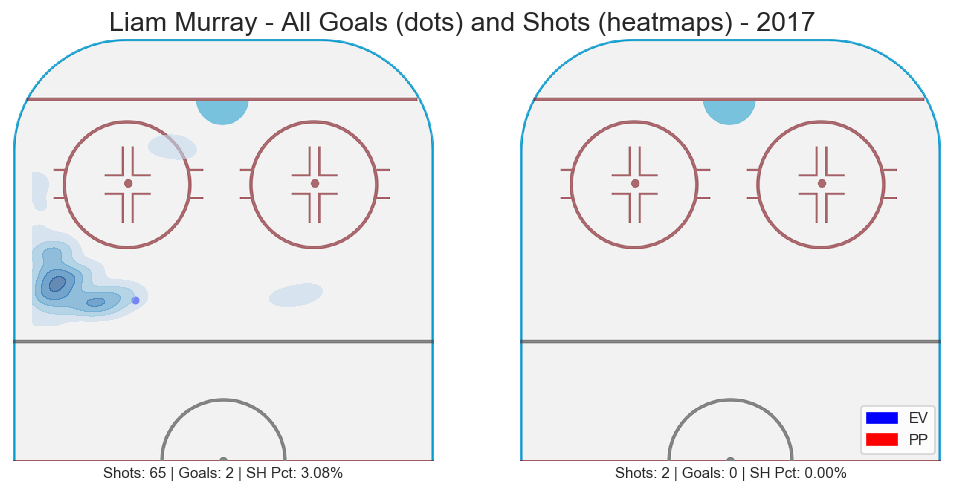 Liam Murray - All Goals (dots) and Shots (heatmaps) - 2017
EV
PP
Shots: 65 | Goals: 2 | SH Pct: 3.08%
Shots: 2 | Goals: 0 | SH Pct: 0.00%